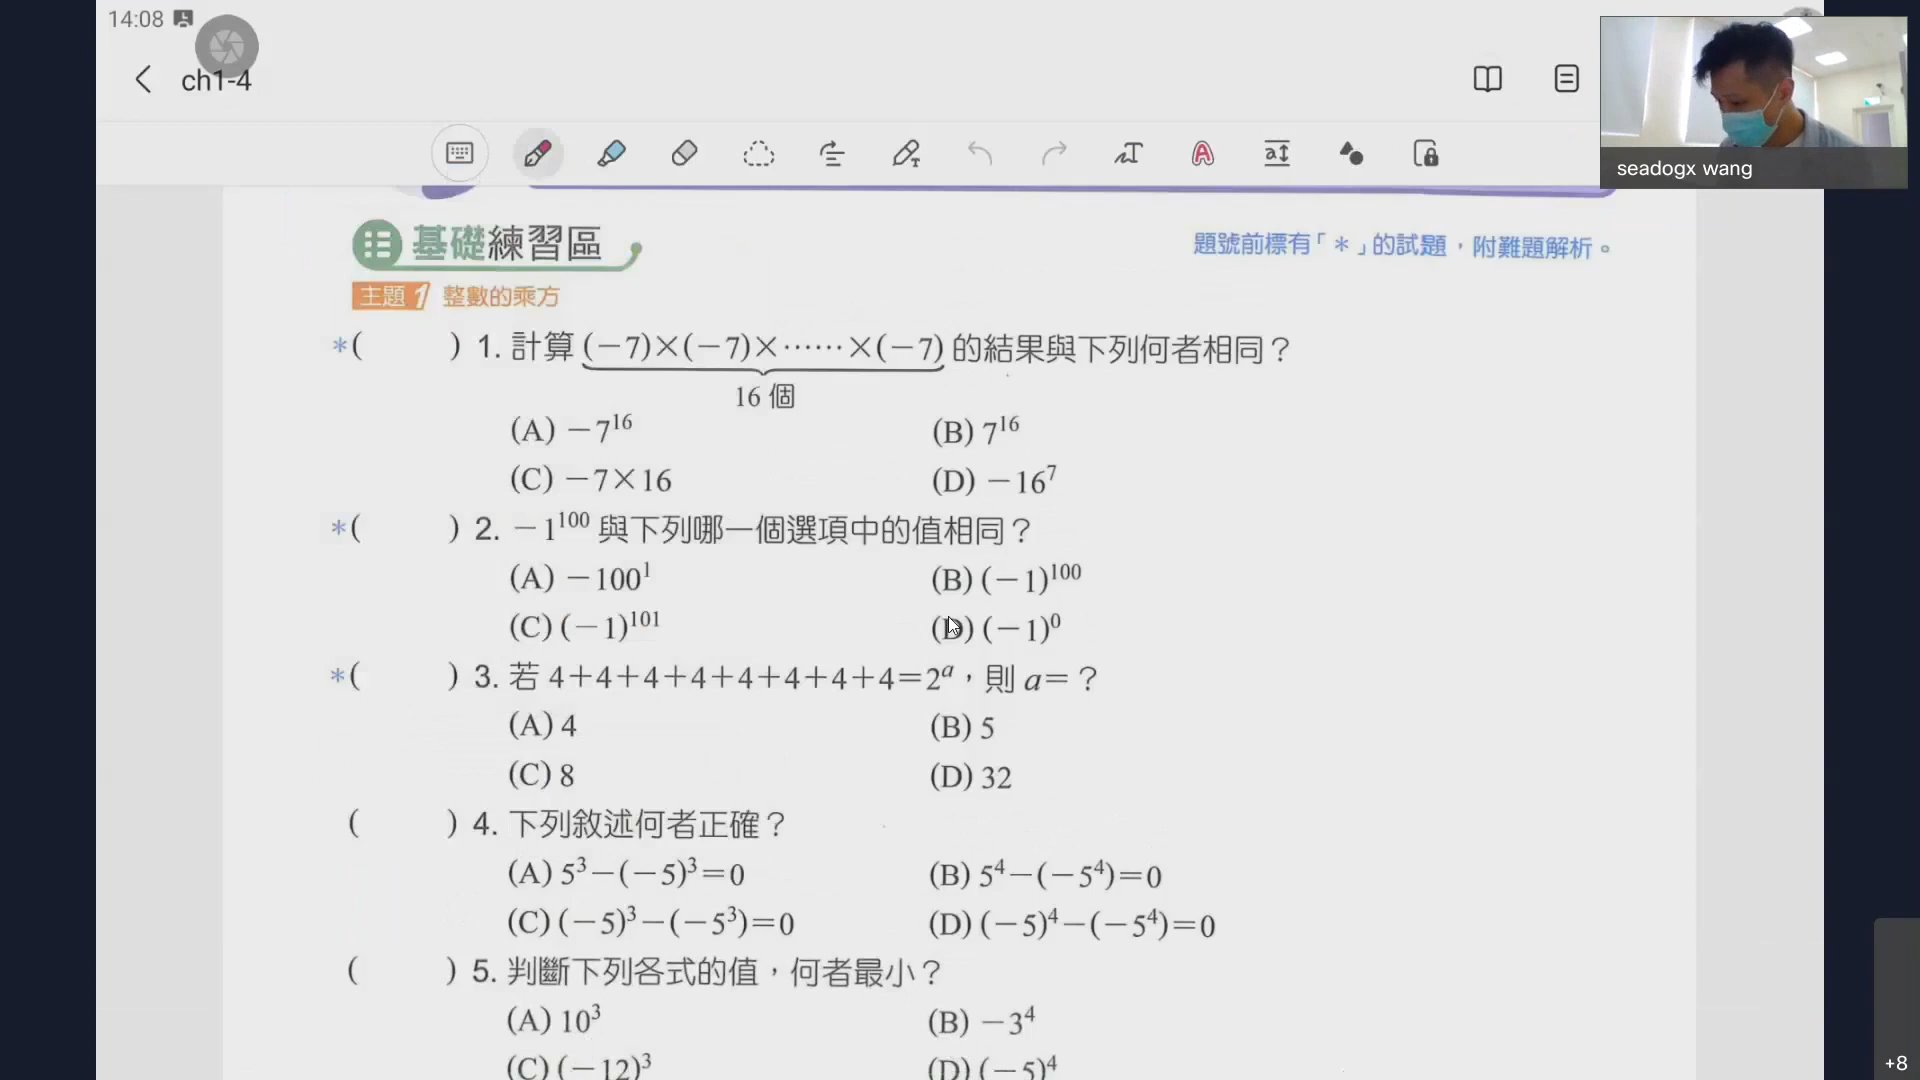 14:08
ch1-4
seadogx wang
基礎練習區
題號前標有「＊」的試題，附難題解析。
主題1 整數的乘方
*( ) 1. 計算 (－7)×(－7)×⋯⋯×(－7) 的結果與下列何者相同？
16 個
(A) －7¹⁶ (B) 7¹⁶
(C) －7×16 (D) －16⁷
*( ) 2. －1¹⁰⁰ 與下列哪一個選項中的值相同？
(A) －100¹ (B) (－1)¹⁰⁰
(C) (－1)¹⁰¹ (D) (－1)⁰
*( ) 3. 若 4＋4＋4＋4＋4＋4＋4＋4＝2ᵃ，則 a＝？
(A) 4 (B) 5
(C) 8 (D) 32
( ) 4. 下列敘述何者正確？
(A) 5³－(－5)³＝0 (B) 5⁴－(－5⁴)＝0
(C) (－5)³－(－5³)＝0 (D) (－5)⁴－(－5⁴)＝0
( ) 5. 判斷下列各式的值，何者最小？
(A) 10³ (B) －3⁴
(C) (－12)³ (D) (－5)⁴
+8